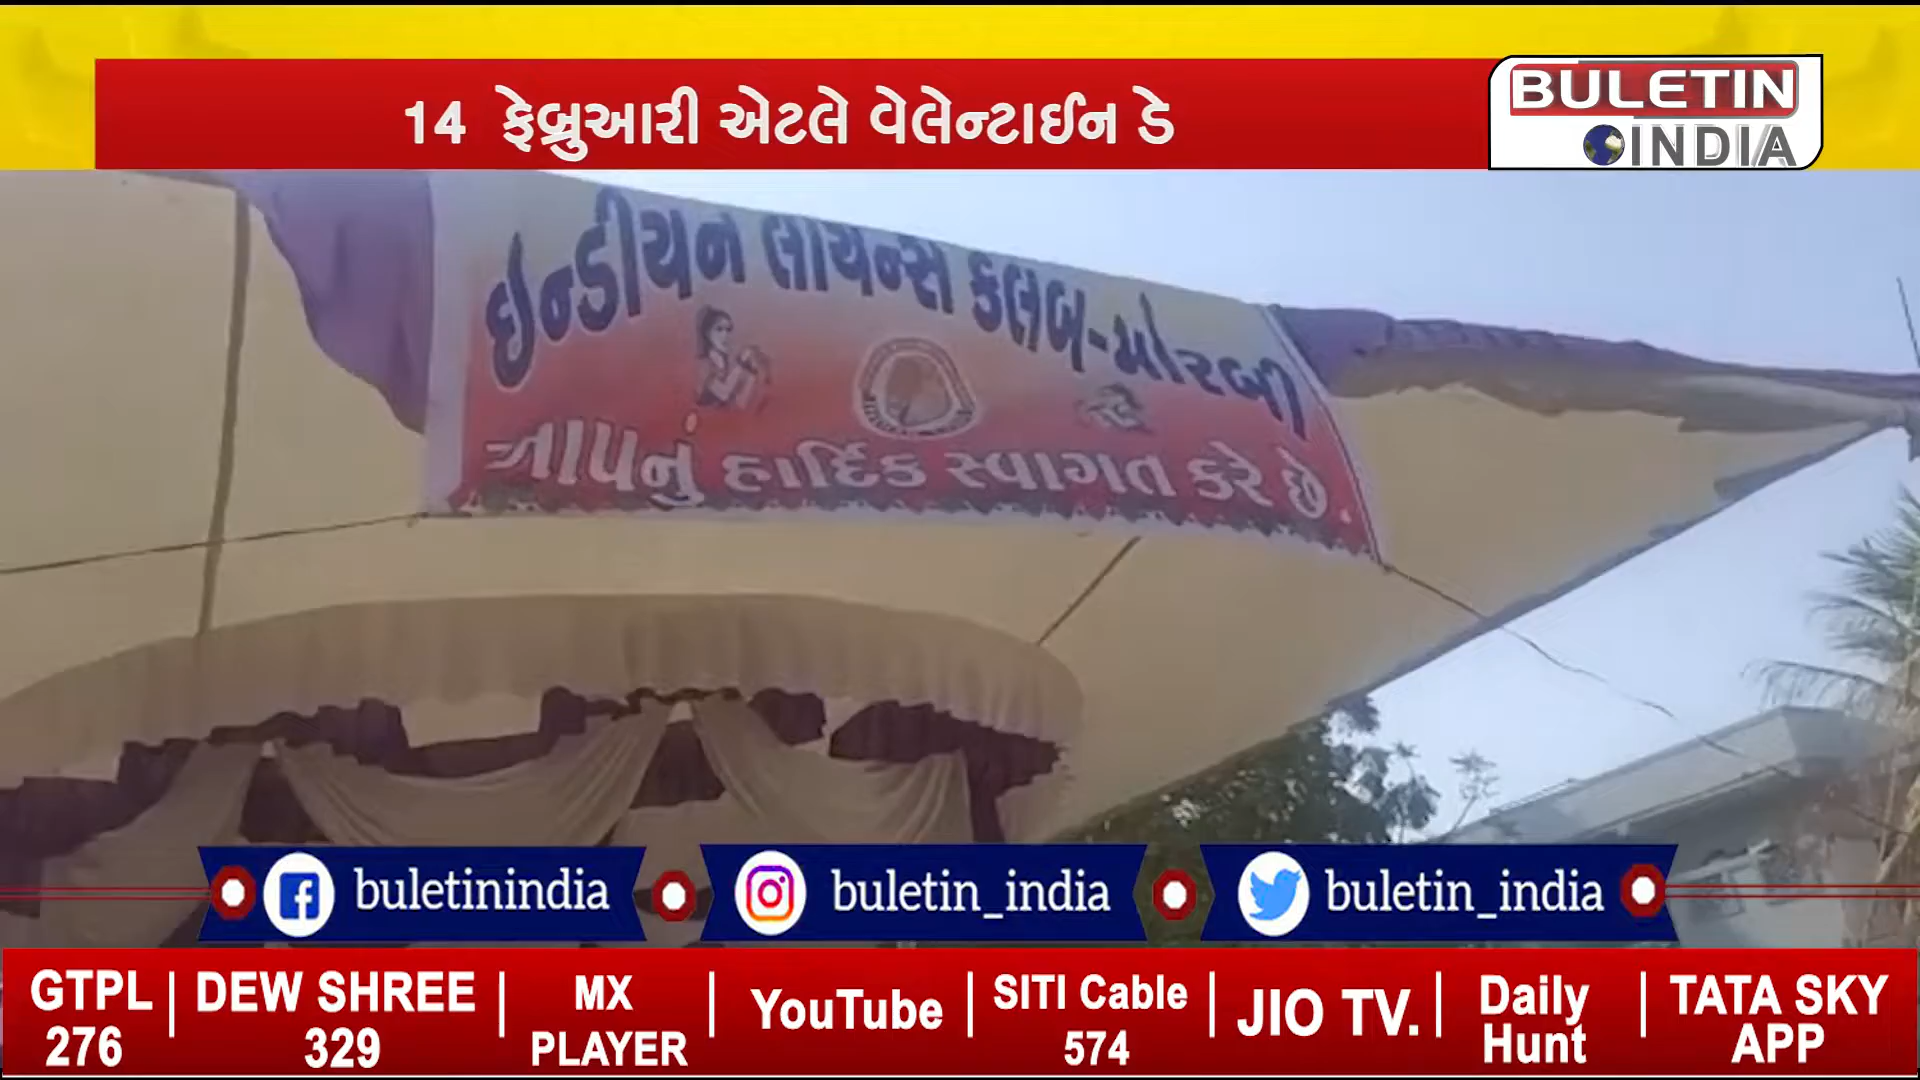 14 ફેબ્રુઆરી એટલે વેલેન્ટાઈન ડે
BULETIN
INDIA
ઇન્ડીયન લાયન્સ કલબ-મોરબી
આપનું હાર્દિક સ્વાગત કરે છે.
buletinindia
buletin_india
buletin_india
GTPL
276
DEW SHREE
329
MX
PLAYER
YouTube
SITI Cable
574
JIO TV.
Daily
Hunt
TATA SKY
APP